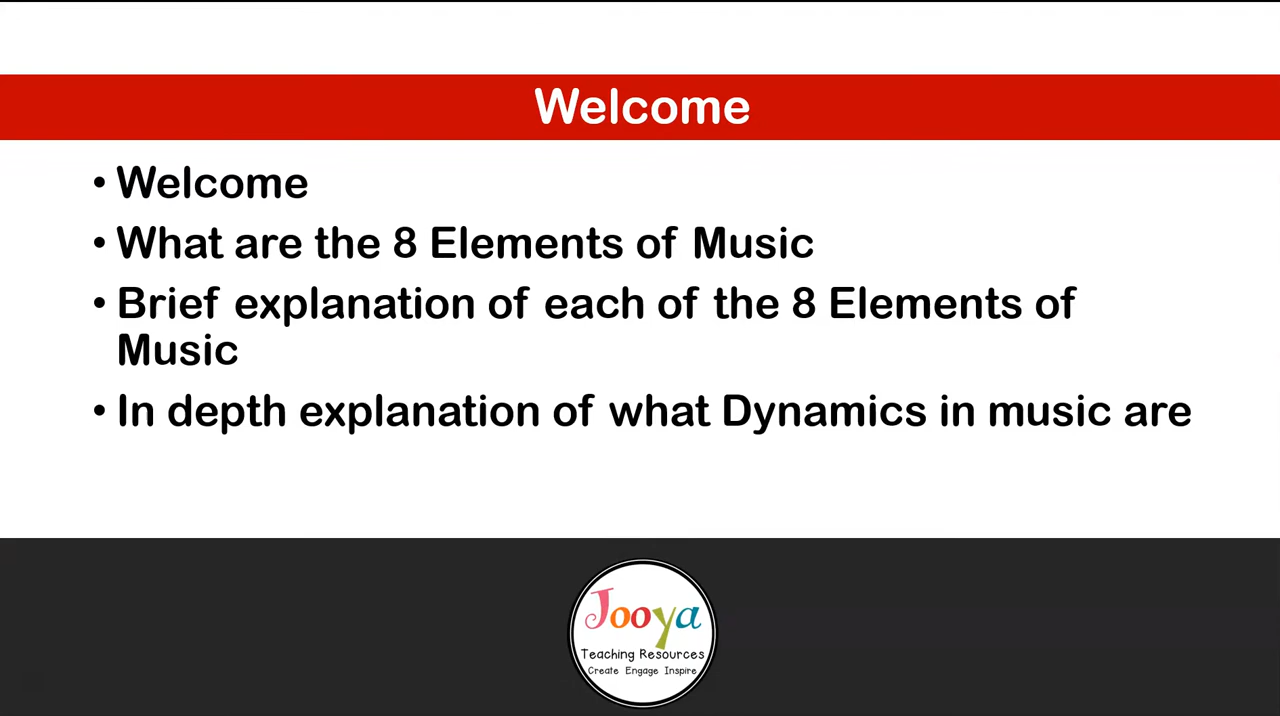 Welcome
• Welcome
• What are the 8 Elements of Music
• Brief explanation of each of the 8 Elements of
Music
• In depth explanation of what Dynamics in music are
Jooya
Teaching Resources
Create Engage Inspire